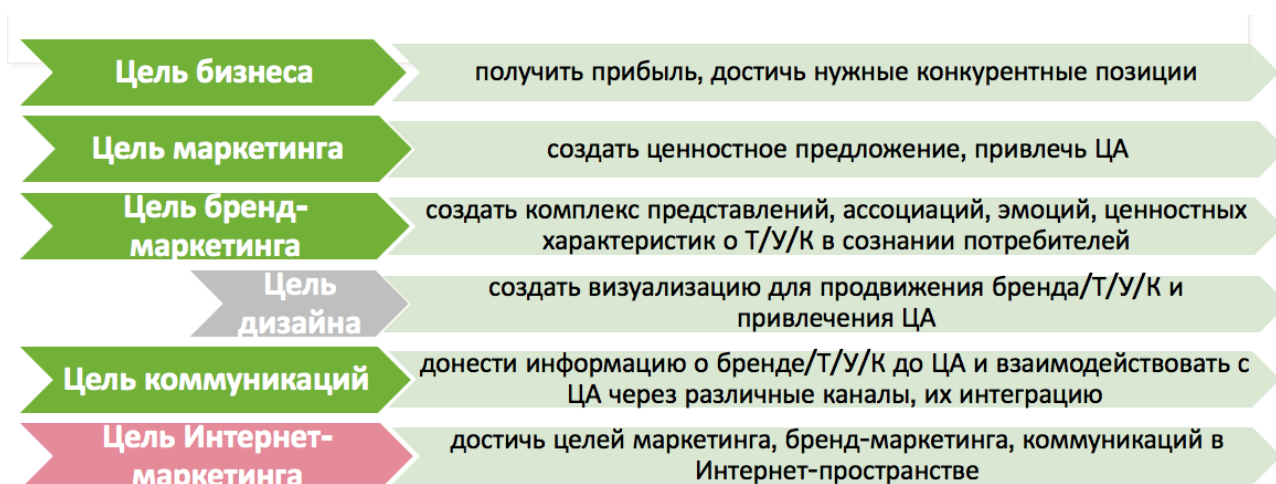 Цель бизнеса
получить прибыль, достичь нужные конкурентные позиции
Цель маркетинга
создать ценностное предложение, привлечь ЦА
Цель бренд-
маркетинга
создать комплекс представлений, ассоциаций, эмоций, ценностных
характеристик о Т/У/К в сознании потребителей
Цель
дизайна
создать визуализацию для продвижения бренда/Т/У/К и
привлечения ЦА
Цель коммуникаций
донести информацию о бренде/Т/У/К до ЦА и взаимодействовать с
ЦА через различные каналы, их интеграцию
Цель Интернет-
маркетинга
достичь целей маркетинга, бренд-маркетинга, коммуникаций в
Интернет-пространстве